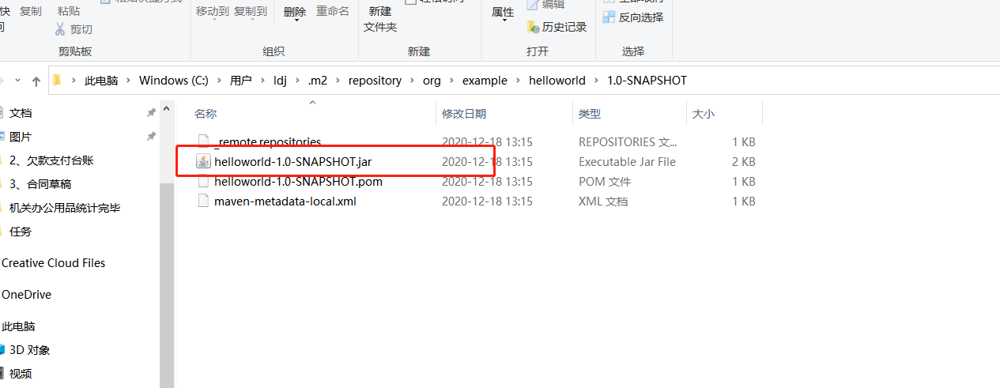 快 复制 粘贴 移动到 复制到 删除 重命名 新建 属性 编辑
剪切 文件夹 历史记录 反向选择
剪贴板 组织 新建 打开 选择
此电脑 › Windows (C:) › 用户 › ldj › .m2 › repository › org › example › helloworld › 1.0-SNAPSHOT
名称 修改日期 类型 大小
_remote.repositories 2020-12-18 13:15 REPOSITORIES 文... 1 KB
helloworld-1.0-SNAPSHOT.jar 2020-12-18 13:15 Executable Jar File 2 KB
helloworld-1.0-SNAPSHOT.pom 2020-12-18 13:15 POM 文件 1 KB
maven-metadata-local.xml 2020-12-18 13:15 XML 文档 1 KB
文档
图片
2、欠款支付台账
3、合同草稿
机关办公用品统计完毕
任务
Creative Cloud Files
OneDrive
此电脑
3D 对象
视频